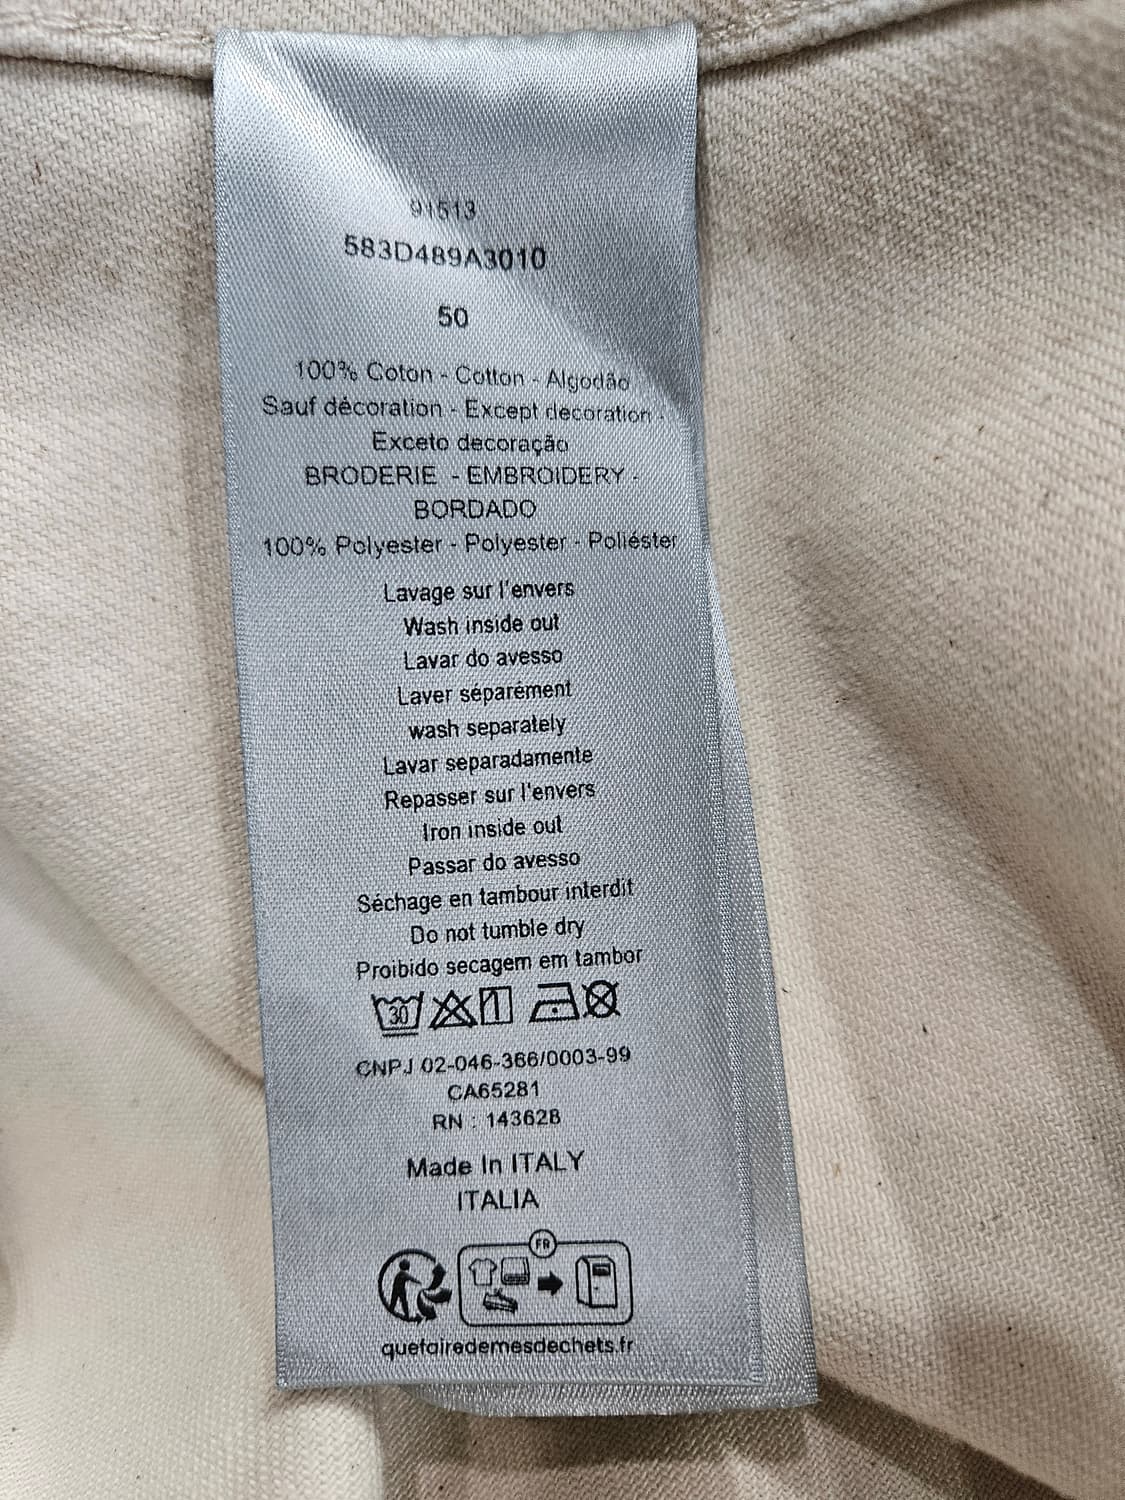 91513
583D489A3010
50
100% Coton - Cotton - Algodão
Sauf décoration - Except decoration -
Exceto decoração
BRODERIE - EMBROIDERY -
BORDADO
100% Polyester - Polyester - Poliéster
Lavage sur l'envers
Wash inside out
Lavar do avesso
Laver séparément
wash separately
Lavar separadamente
Repasser sur l'envers
Iron inside out
Passar do avesso
Séchage en tambour interdit
Do not tumble dry
Proibido secagem em tambor
30
CNPJ 02-046-366/0003-99
CA65281
RN : 143628
Made In ITALY
ITALIA
FR
quefairedemesdechets.fr